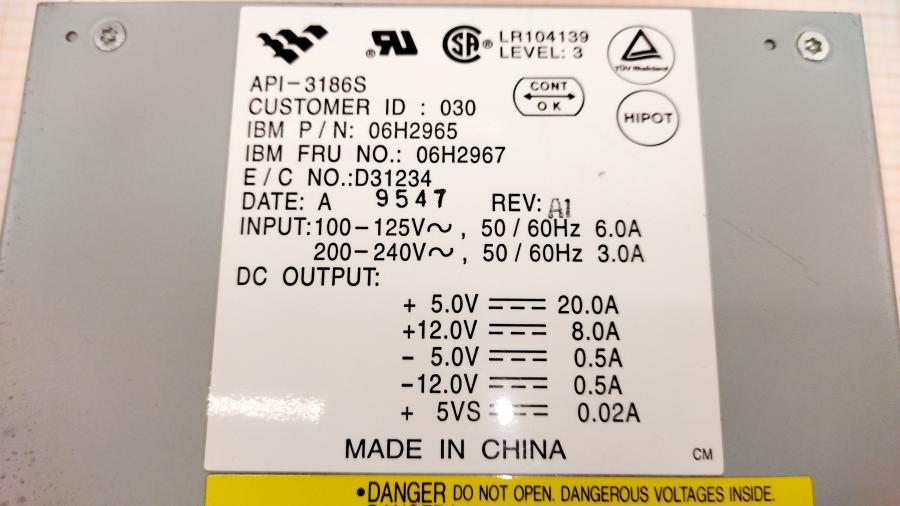 LR104139
LEVEL: 3
TÜV Rheinland
API-3186S
CONT
OK
CUSTOMER ID : 030
HIPOT
IBM P/N: 06H2965
IBM FRU NO.: 06H2967
E/C NO.:D31234
DATE: A 9547 REV: A1
INPUT: 100-125V~, 50/60Hz 6.0A
200-240V~, 50/60Hz 3.0A
DC OUTPUT:
+ 5.0V ⎓ 20.0A
+12.0V ⎓ 8.0A
- 5.0V ⎓ 0.5A
-12.0V ⎓ 0.5A
+ 5VS ⎓ 0.02A
MADE IN CHINA
CM
•DANGER DO NOT OPEN. DANGEROUS VOLTAGES INSIDE.